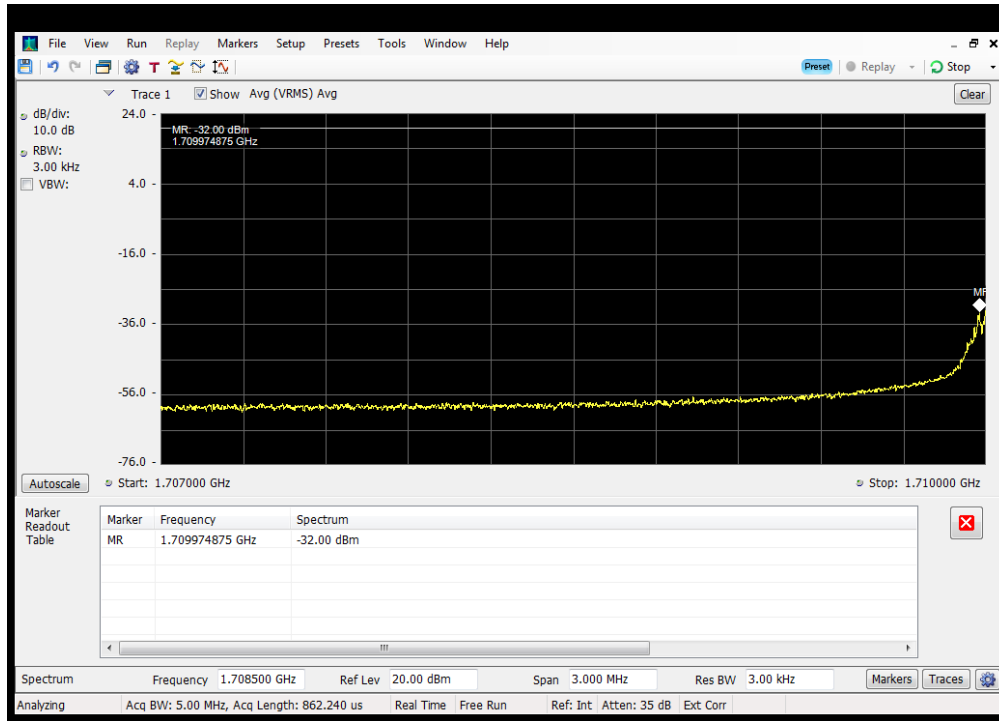 File View Run Replay Markers Setup Presets Tools Window Help
Preset Replay Stop
Trace 1 Show Avg (VRMS) Avg Clear
dB/div:
10.0 dB
RBW:
3.00 kHz
VBW:
24.0
4.0
-16.0
-36.0
-56.0
-76.0
MR: -32.00 dBm
1.709974875 GHz
MR
Autoscale Start: 1.707000 GHz Stop: 1.710000 GHz
Marker
Readout
Table
Marker Frequency Spectrum
MR 1.709974875 GHz -32.00 dBm
Spectrum Frequency 1.708500 GHz Ref Lev 20.00 dBm Span 3.000 MHz Res BW 3.00 kHz Markers Traces
Analyzing Acq BW: 5.00 MHz, Acq Length: 862.240 us Real Time Free Run Ref: Int Atten: 35 dB Ext Corr